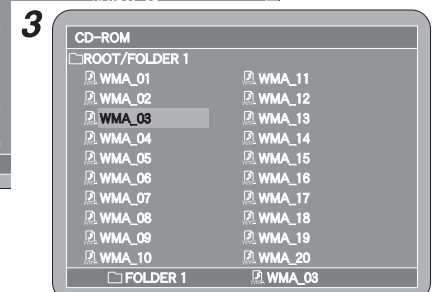 3
CD-ROM
ROOT/FOLDER 1
WMA_01 WMA_11
WMA_02 WMA_12
WMA_03 WMA_13
WMA_04 WMA_14
WMA_05 WMA_15
WMA_06 WMA_16
WMA_07 WMA_17
WMA_08 WMA_18
WMA_09 WMA_19
WMA_10 WMA_20
FOLDER 1 WMA_03